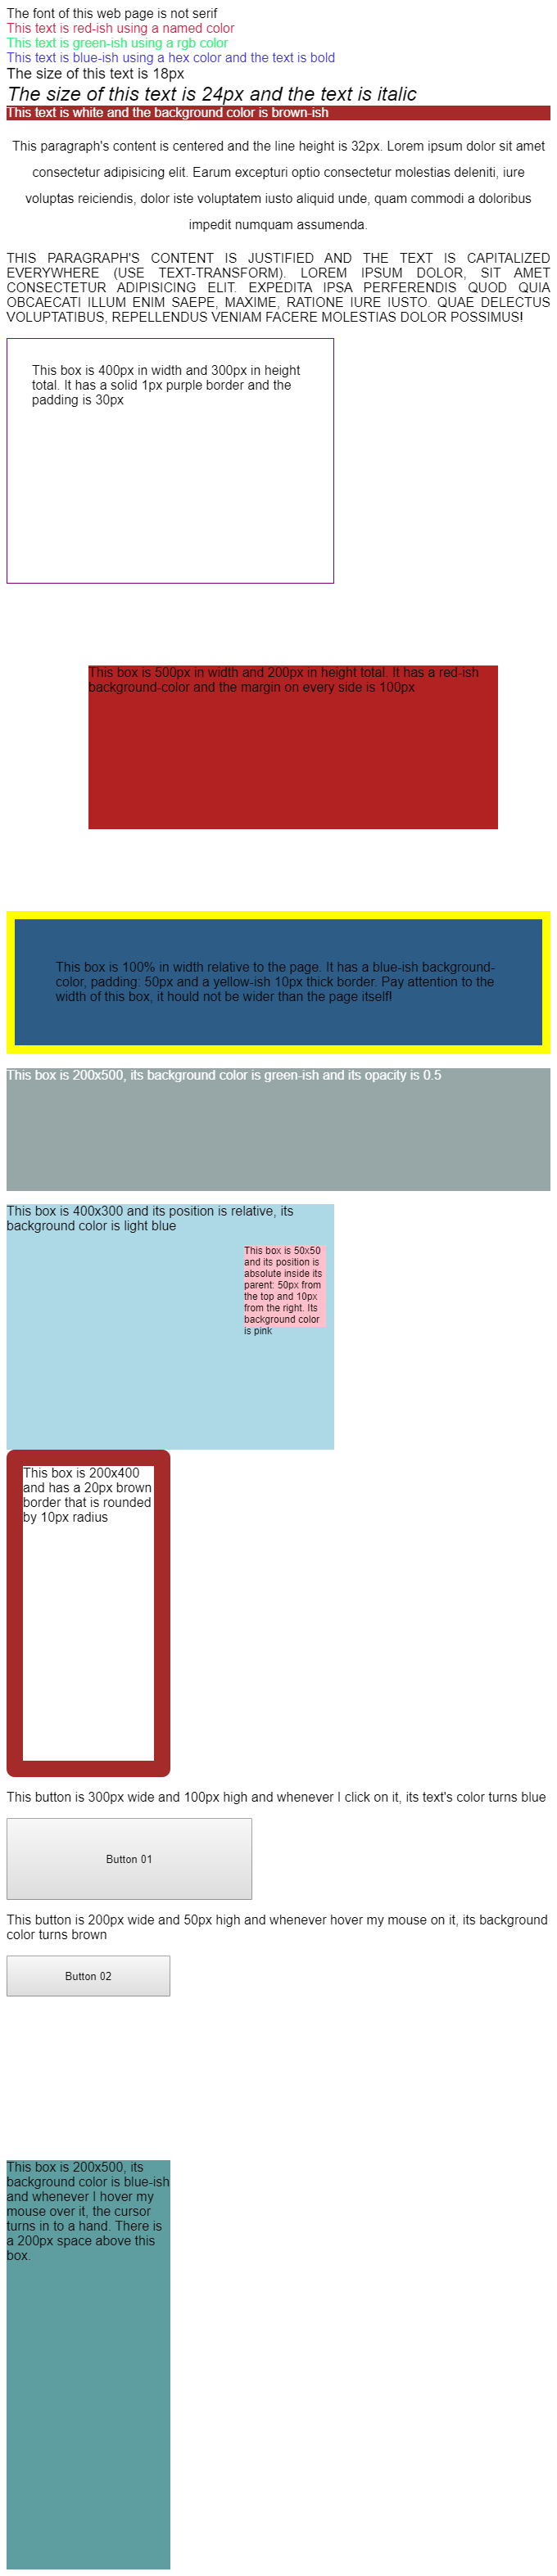 The font of this web page is not serif
This text is red-ish using a named color
This text is green-ish using a rgb color
This text is blue-ish using a hex color and the text is bold
The size of this text is 18px
The size of this text is 24px and the text is italic
This text is white and the background color is brown-ish
This paragraph's content is centered and the line height is 32px. Lorem ipsum dolor sit amet
consectetur adipisicing elit. Earum excepturi optio consectetur molestias deleniti, iure
voluptas reiciendis, dolor iste voluptatem iusto aliquid unde, quam commodi a doloribus
impedit numquam assumenda.
THIS PARAGRAPH'S CONTENT IS JUSTIFIED AND THE TEXT IS CAPITALIZED
EVERYWHERE (USE TEXT-TRANSFORM). LOREM IPSUM DOLOR, SIT AMET
CONSECTETUR ADIPISICING ELIT. EXPEDITA IPSA PERFERENDIS QUOD QUIA
OBCAECATI ILLUM ENIM SAEPE, MAXIME, RATIONE IURE IUSTO. QUAE DELECTUS
VOLUPTATIBUS, REPELLENDUS VENIAM FACERE MOLESTIAS DOLOR POSSIMUS!
This box is 400px in width and 300px in height
total. It has a solid 1px purple border and the
padding is 30px
This box is 500px in width and 200px in height total. It has a red-ish
background-color and the margin on every side is 100px
This box is 100% in width relative to the page. It has a blue-ish background-
color, padding: 50px and a yellow-ish 10px thick border. Pay attention to the
width of this box, it hould not be wider than the page itself!
This box is 200x500, its background color is green-ish and its opacity is 0.5
This box is 400x300 and its position is relative, its
background color is light blue
This box is 50x50
and its position is
absolute inside its
parent: 50px from
the top and 10px
from the right. Its
background color
is pink
This box is 200x400
and has a 20px brown
border that is rounded
by 10px radius
This button is 300px wide and 100px high and whenever I click on it, its text's color turns blue
Button 01
This button is 200px wide and 50px high and whenever hover my mouse on it, its background
color turns brown
Button 02
This box is 200x500, its
background color is blue-ish
and whenever I hover my
mouse over it, the cursor
turns in to a hand. There is
a 200px space above this
box.